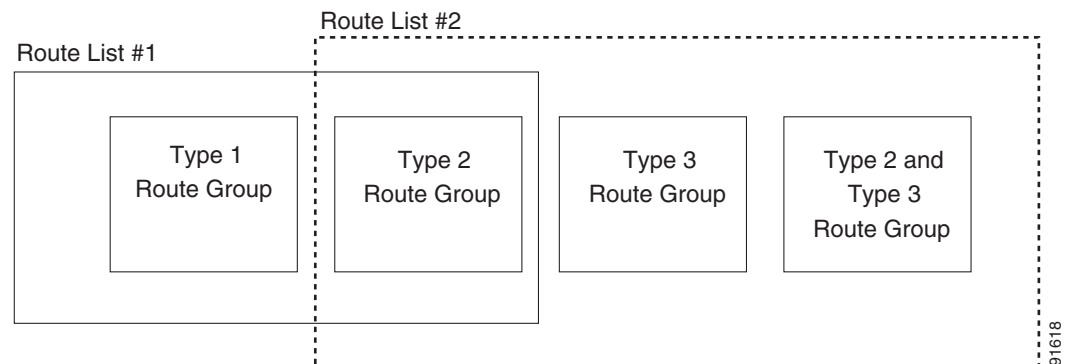 Route List #2
Route List #1
Type 1
Route Group
Type 2
Route Group
Type 3
Route Group
Type 2 and
Type 3
Route Group
91618